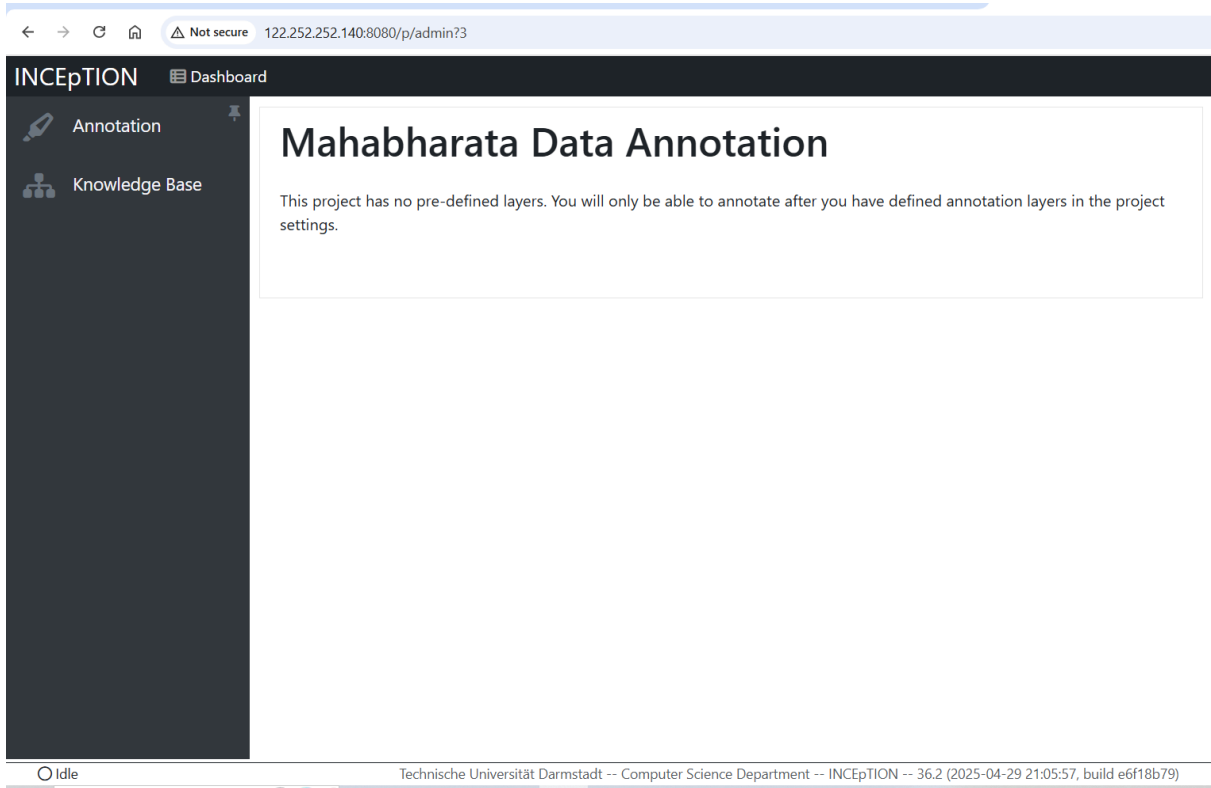 Not secure 122.252.252.140:8080/p/admin?3
INCEpTION Dashboard
Annotation
Knowledge Base
Mahabharata Data Annotation
This project has no pre-defined layers. You will only be able to annotate after you have defined annotation layers in the project
settings.
Idle
Technische Universität Darmstadt -- Computer Science Department -- INCEpTION -- 36.2 (2025-04-29 21:05:57, build e6f18b79)